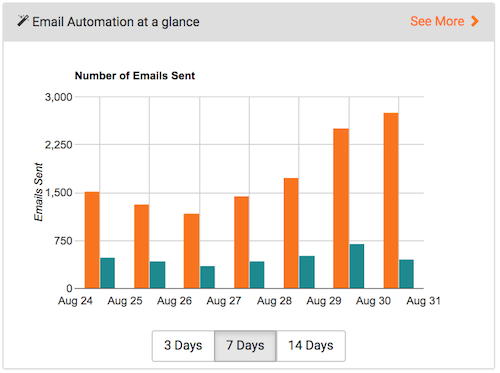 Email Automation at a glance
See More
Number of Emails Sent
3,000
2,250
1,500
750
0
Emails Sent
Aug 24 Aug 25 Aug 26 Aug 27 Aug 28 Aug 29 Aug 30 Aug 31
3 Days 7 Days 14 Days